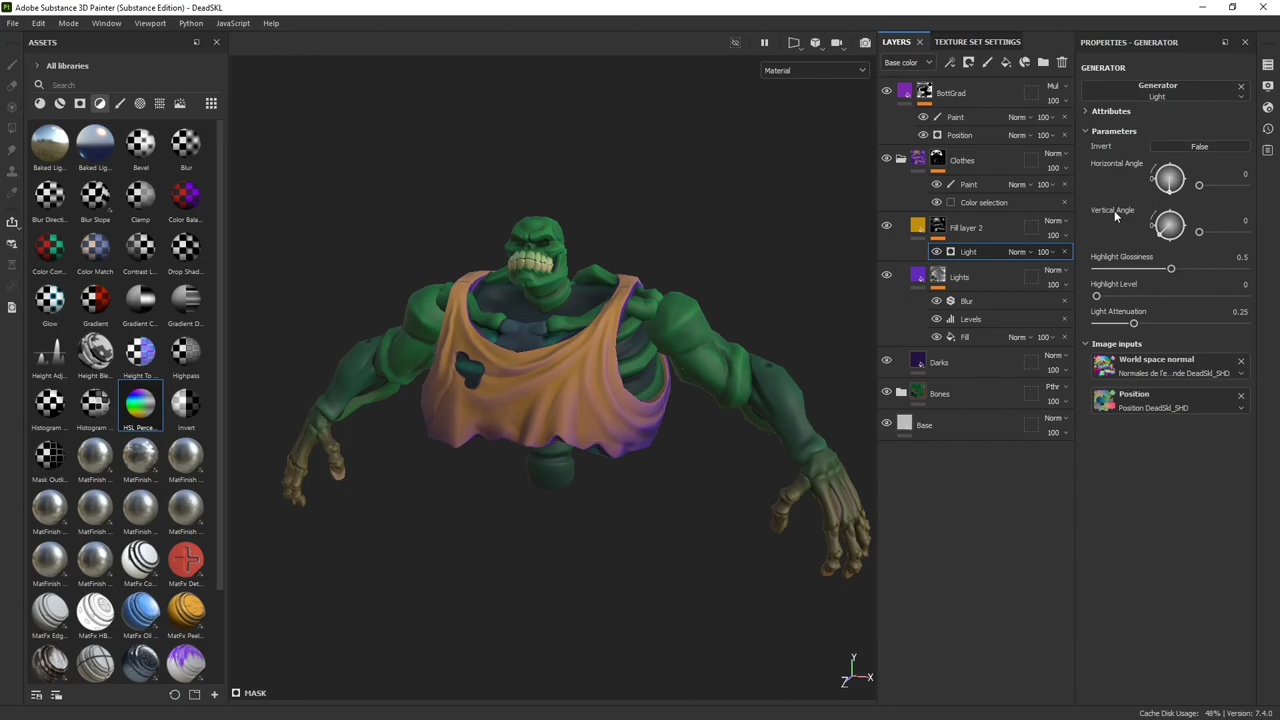 Adobe Substance 3D Painter (Substance Edition) - DeadSKL
File Edit Mode Window Viewport Python JavaScript Help
ASSETS
All libraries
Search
Baked Lig... Baked Lig... Bevel Blur
Blur Directi... Blur Slope Clamp Color Bala...
Color Corr... Color Match Contrast L... Drop Shad...
Glow Gradient Gradient C... Gradient D...
Height Adj... Height Ble... Height To ... Highpass
Histogram ... Histogram ... HSL Perce... Invert
Mask Outli... MatFinish ... MatFinish ... MatFinish ...
MatFinish ... MatFinish ... MatFinish ... MatFinish ...
MatFinish ... MatFinish ... MatFx Co... MatFx Det...
MatFx Edg... MatFx HB... MatFx Oil ... MatFx Peel...
Material
MASK
Y
Z
X
LAYERS
TEXTURE SET SETTINGS
Base color
BottGrad Mul
100
Paint Norm 100
Position Norm 100
Clothes Norm
100
Paint Norm 100
Color selection
Fill layer 2 Norm
100
Light Norm 100
Lights Norm
100
Blur
Levels
Fill Norm 100
Darks Norm
100
Bones Pthr
100
Base Norm
100
PROPERTIES - GENERATOR
GENERATOR
Generator
Light
Attributes
Parameters
Invert False
Horizontal Angle
0 0
Vertical Angle
0 0
Highlight Glossiness 0.5
Highlight Level 0
Light Attenuation 0.25
Image inputs
World space normal
Normales de l'e...nde DeadSkl_SHD
Position
Position DeadSkl_SHD
Cache Disk Usage: 48% | Version: 7.4.0